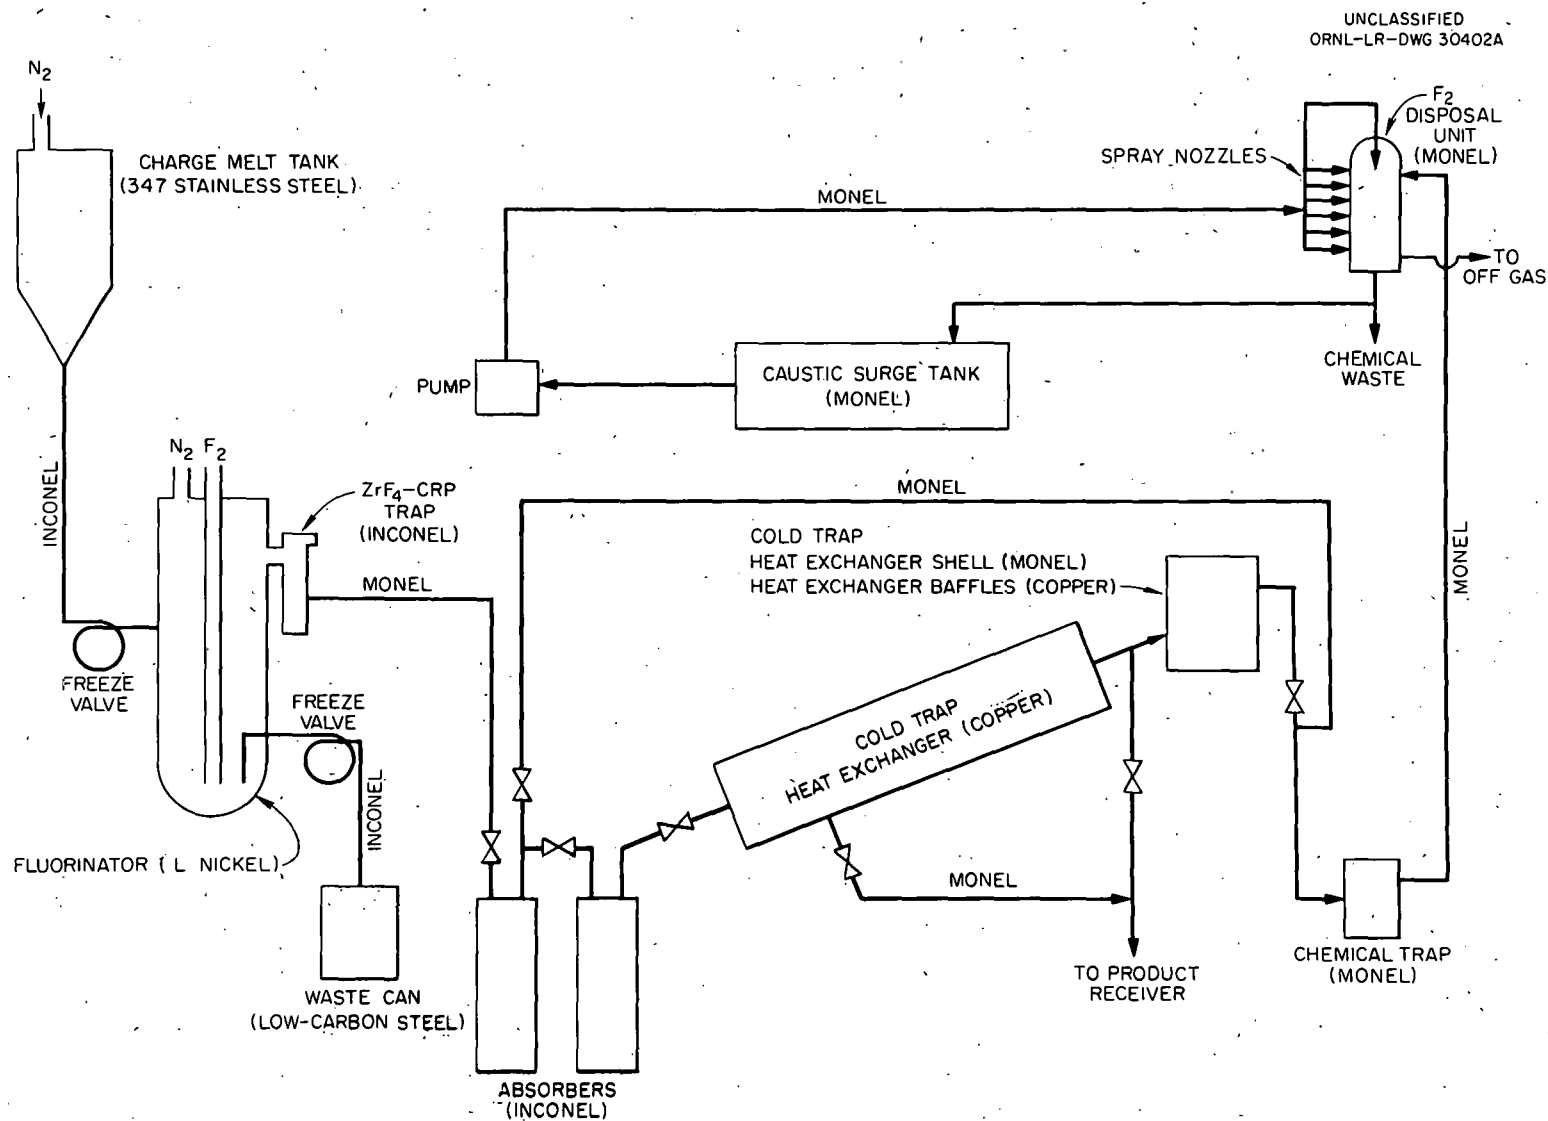 UNCLASSIFIED
ORNL-LR-DWG 30402A
N2
CHARGE MELT TANK
(347 STAINLESS STEEL)
F2
DISPOSAL
UNIT
(MONEL)
SPRAY NOZZLES
MONEL
TO
OFF GAS
CHEMICAL
WASTE
PUMP
CAUSTIC SURGE TANK
(MONEL)
INCONEL
N2 F2
ZrF4-CRP
TRAP
(INCONEL)
MONEL
MONEL
COLD TRAP
HEAT EXCHANGER SHELL (MONEL)
HEAT EXCHANGER BAFFLES (COPPER)
MONEL
FREEZE
VALVE
FREEZE
VALVE
INCONEL
COLD TRAP
HEAT EXCHANGER (COPPER)
FLUORINATOR ( L NICKEL)
MONEL
WASTE CAN
(LOW-CARBON STEEL)
TO PRODUCT
RECEIVER
CHEMICAL TRAP
(MONEL)
ABSORBERS
(INCONEL)